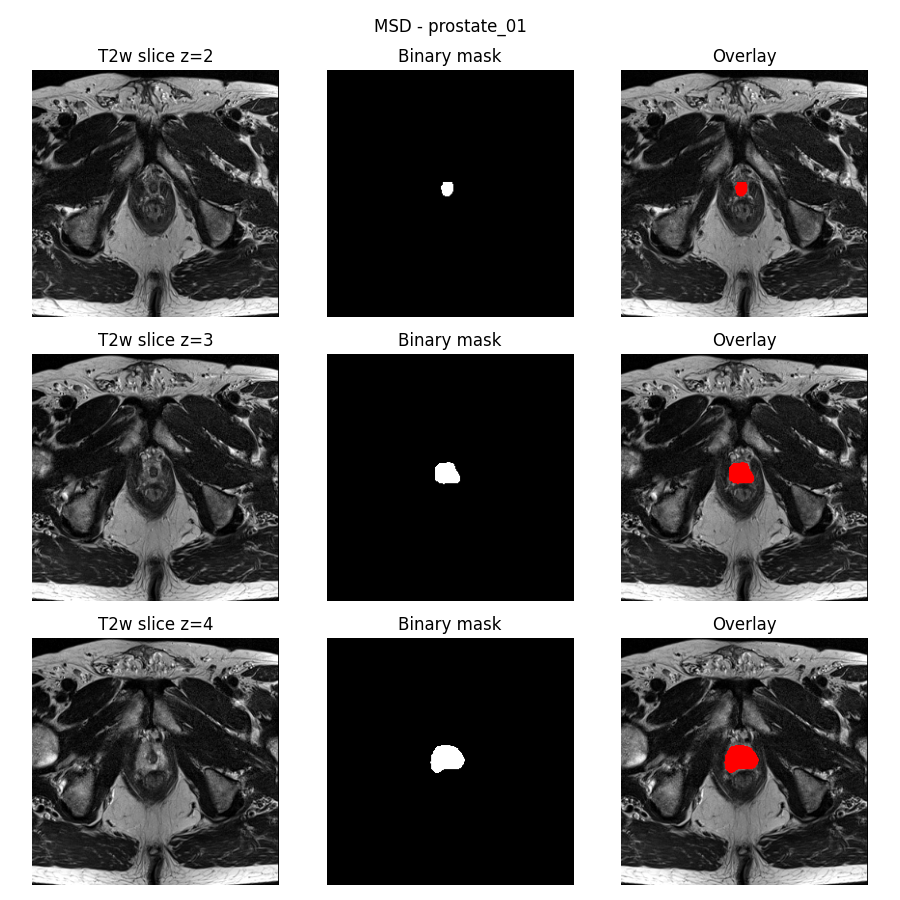 MSD - prostate_01
T2w slice z=2 Binary mask Overlay
T2w slice z=3 Binary mask Overlay
T2w slice z=4 Binary mask Overlay